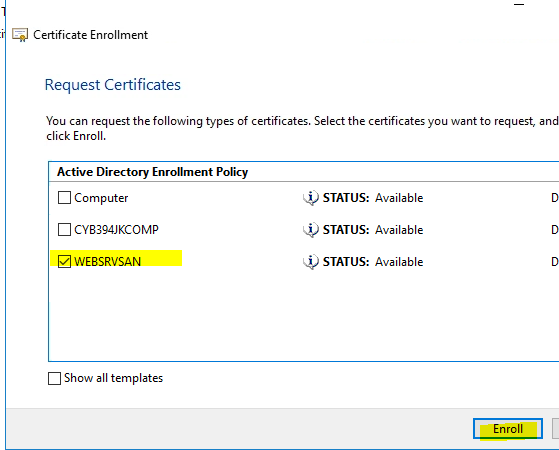 Certificate Enrollment
Request Certificates
You can request the following types of certificates. Select the certificates you want to request, and
click Enroll.
Active Directory Enrollment Policy
Computer STATUS: Available D
CYB394JKCOMP STATUS: Available
WEBSRVSAN STATUS: Available D
Show all templates
Enroll